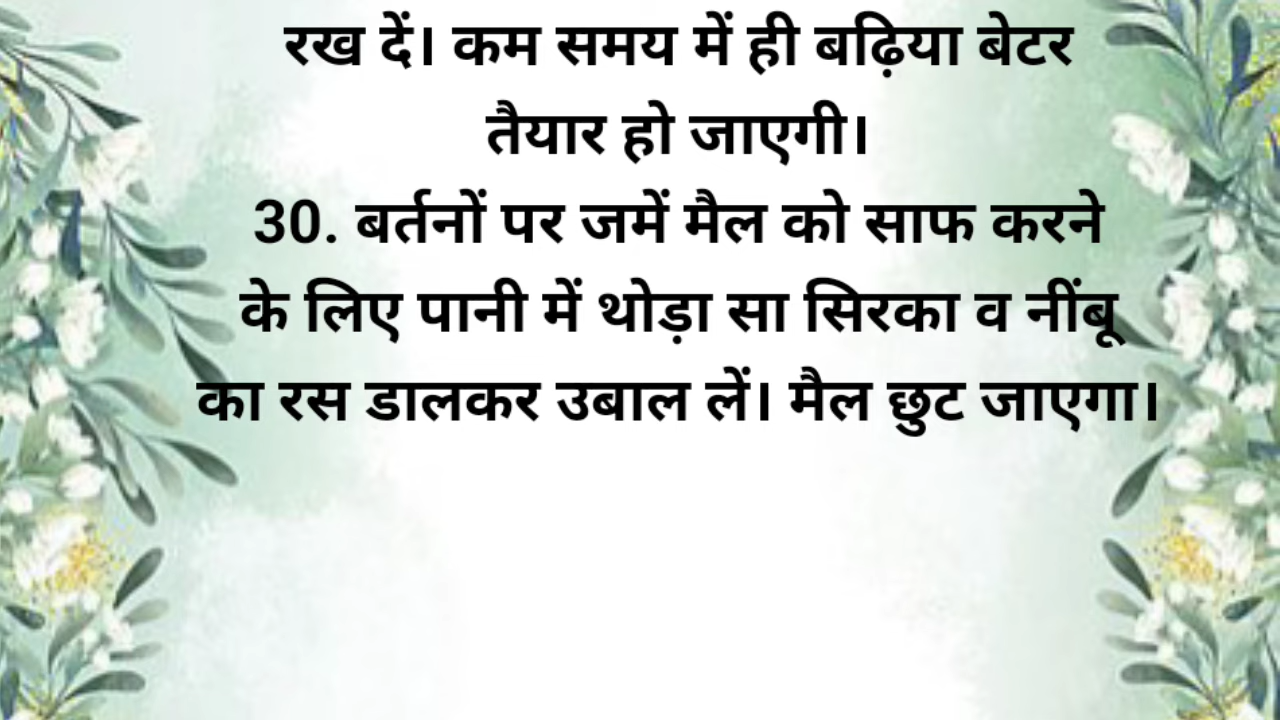 रख दें। कम समय में ही बढ़िया बेटर
तैयार हो जाएगी।
30. बर्तनों पर जमें मैल को साफ करने
के लिए पानी में थोड़ा सा सिरका व नींबू
का रस डालकर उबाल लें। मैल छुट जाएगा।